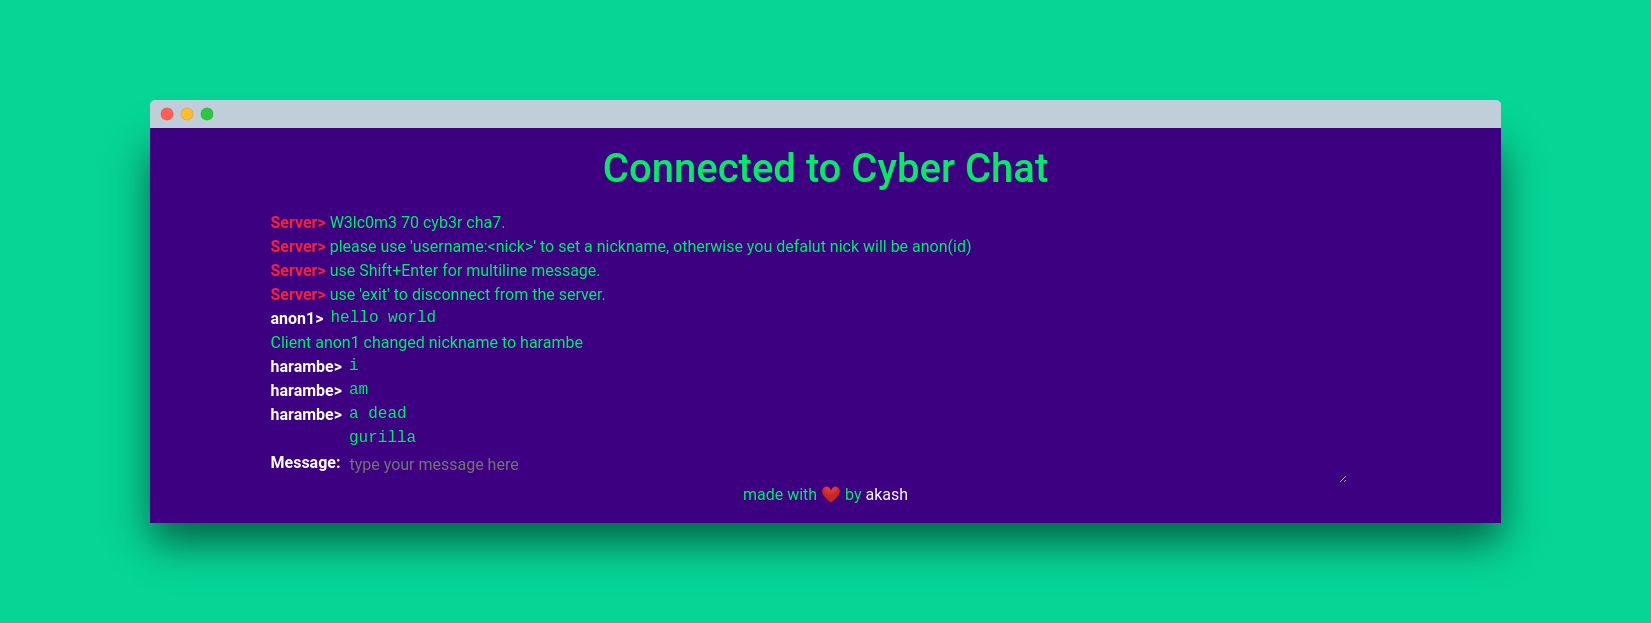 Connected to Cyber Chat
Server> W3lc0m3 70 cyb3r cha7.
Server> please use 'username:<nick>' to set a nickname, otherwise you defalut nick will be anon(id)
Server> use Shift+Enter for multiline message.
Server> use 'exit' to disconnect from the server.
anon1> hello world
Client anon1 changed nickname to harambe
harambe> i
harambe> am
harambe> a dead
gurilla
Message: type your message here
made with ❤️ by akash